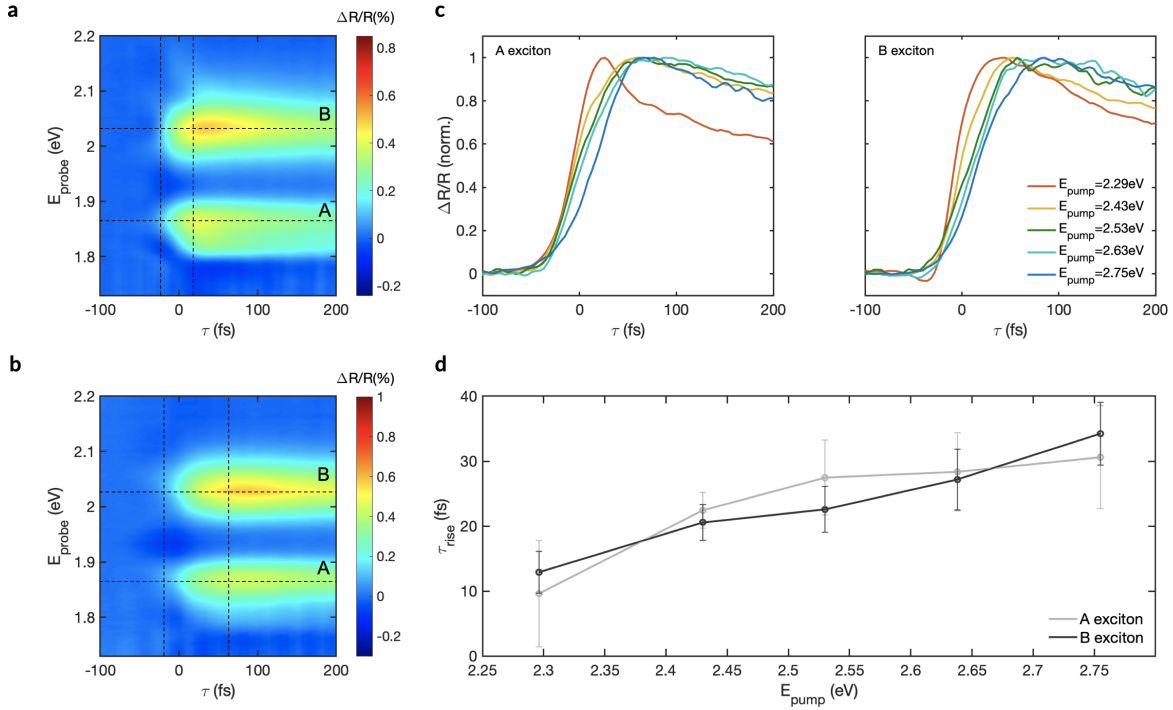 a
ΔR/R(%)
2.2
2.1
2
1.9
1.8
E_probe (eV)
B
A
-100
0
100
200
τ (fs)
0.8
0.6
0.4
0.2
0
-0.2
b
ΔR/R(%)
2.2
2.1
2
1.9
1.8
E_probe (eV)
B
A
-100
0
100
200
τ (fs)
1
0.8
0.6
0.4
0.2
0
-0.2
c
A exciton
1
0.8
0.6
0.4
0.2
0
ΔR/R (norm.)
-100
0
100
200
τ (fs)
B exciton
E_pump=2.29eV
E_pump=2.43eV
E_pump=2.53eV
E_pump=2.63eV
E_pump=2.75eV
-100
0
100
200
τ (fs)
d
40
30
20
10
0
τ_rise (fs)
A exciton
B exciton
2.25
2.3
2.35
2.4
2.45
2.5
2.55
2.6
2.65
2.7
2.75
E_pump (eV)